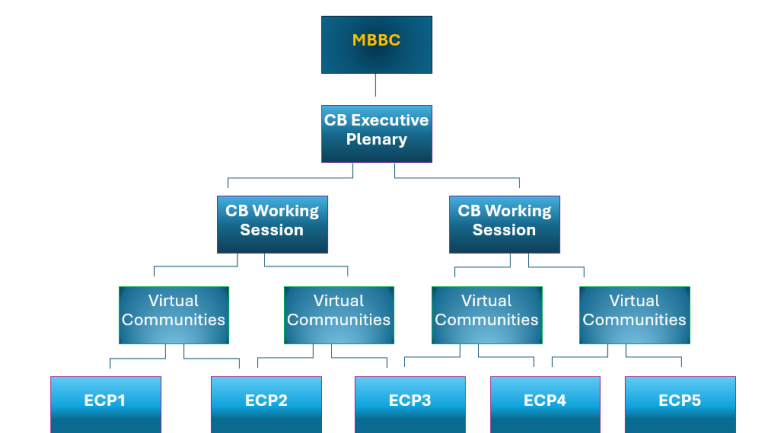 MBBC
CB Executive
Plenary
CB Working
Session
CB Working
Session
Virtual
Communities
Virtual
Communities
Virtual
Communities
Virtual
Communities
ECP1
ECP2
ECP3
ECP4
ECP5